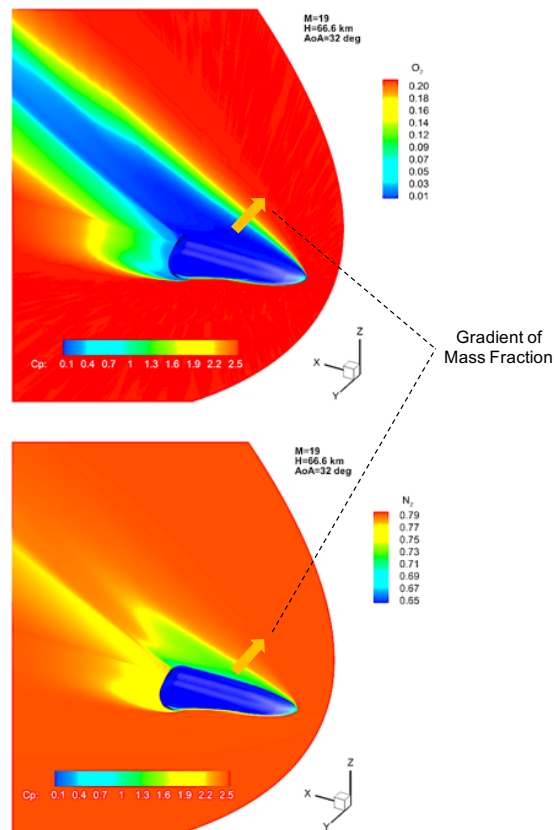 M=19
H=66.6 km
AoA=32 deg
O2
0.20
0.18
0.16
0.14
0.12
0.09
0.07
0.05
0.03
0.01
Cp: 0.1 0.4 0.7 1 1.3 1.6 1.9 2.2 2.5
Z
X
Y
Gradient of
Mass Fraction
M=19
H=66.6 km
AoA=32 deg
N2
0.79
0.77
0.75
0.73
0.71
0.69
0.67
0.65
Cp: 0.1 0.4 0.7 1 1.3 1.6 1.9 2.2 2.5
Z
X
Y